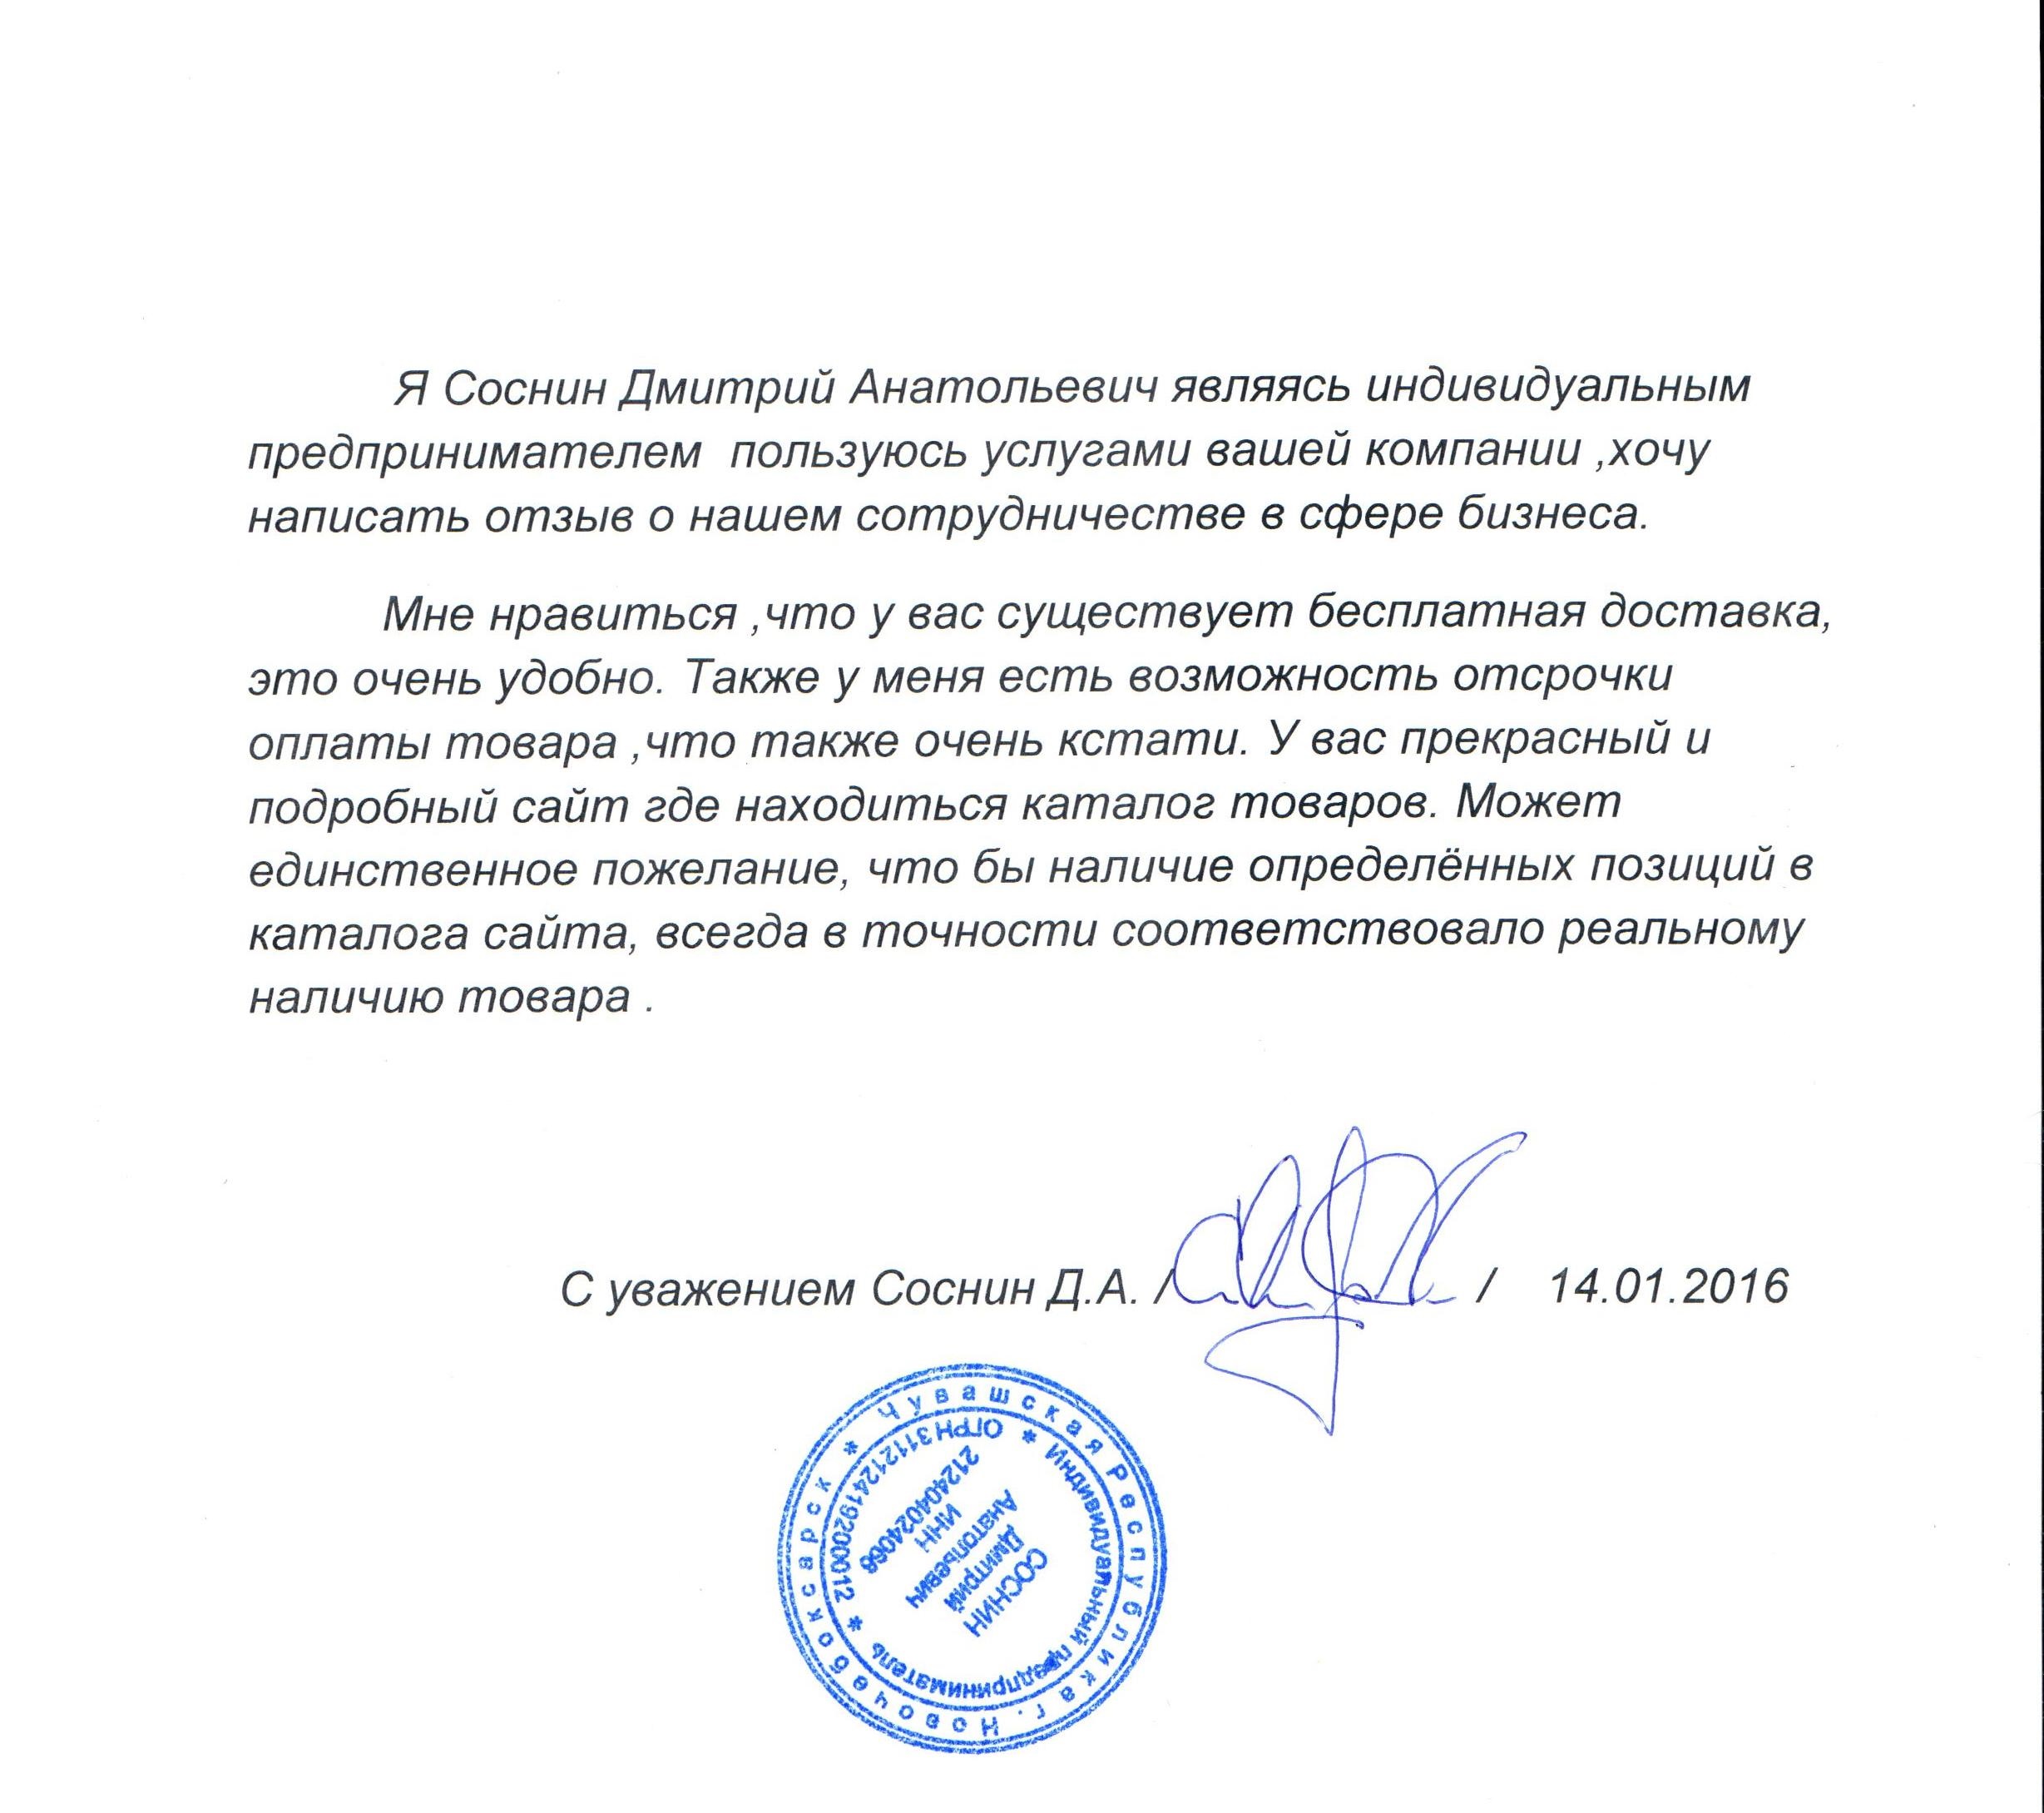 Я Соснин Дмитрий Анатольевич являясь индивидуальным
предпринимателем  пользуюсь услугами вашей компании ,хочу
написать отзыв о нашем сотрудничестве в сфере бизнеса.
Мне нравиться ,что у вас существует бесплатная доставка,
это очень удобно. Также у меня есть возможность отсрочки
оплаты товара ,что также очень кстати. У вас прекрасный и
подробный сайт где находиться каталог товаров. Может
единственное пожелание, что бы наличие определённых позиций в
каталога сайта, всегда в точности соответствовало реальному
наличию товара .
С уважением Соснин Д.А. / / 14.01.2016
* Чувашская Республика г. Новочебоксарск
* Индивидуальный предприниматель *
ОГРН 311212419200012
СОСНИН
Дмитрий
Анатольевич
ИНН
212404024068